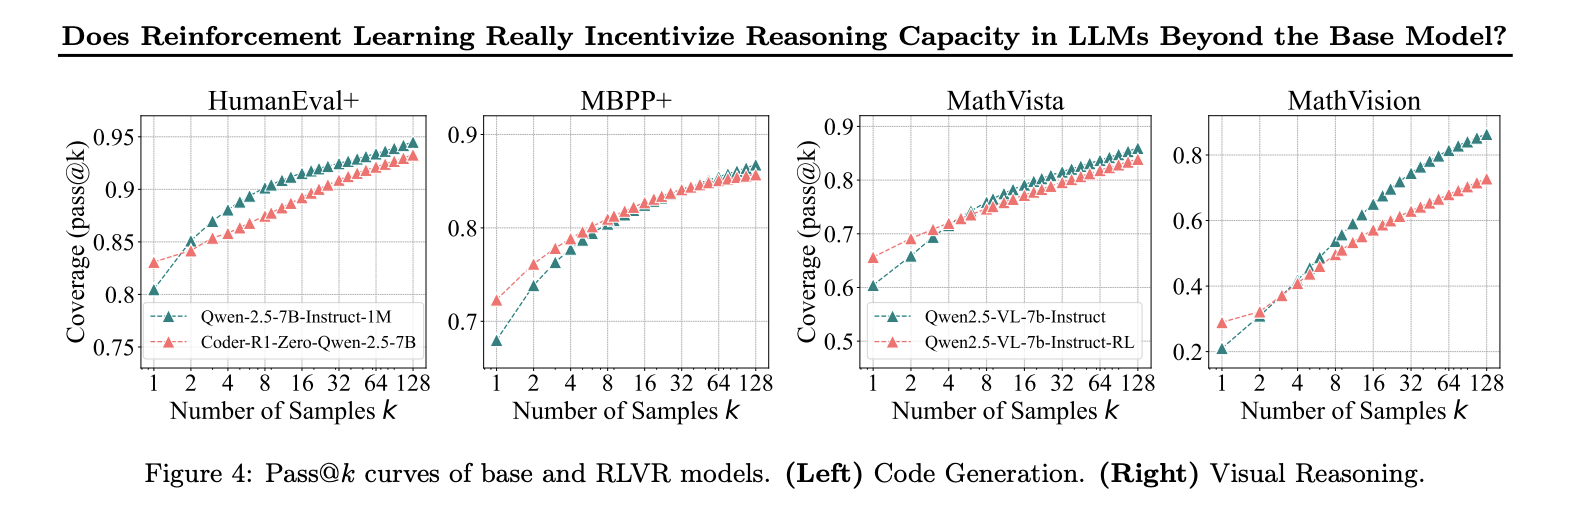 Does Reinforcement Learning Really Incentivize Reasoning Capacity in LLMs Beyond the Base Model?
HumanEval+
Coverage (pass@k)
0.95
0.9
0.85
0.8
0.75
Qwen-2.5-7B-Instruct-1M
Coder-R1-Zero-Qwen-2.5-7B
1 2 4 8 16 32 64 128
Number of Samples k
MBPP+
0.9
0.8
0.7
1 2 4 8 16 32 64 128
Number of Samples k
MathVista
Coverage (pass@k)
0.9
0.8
0.7
0.6
0.5
Qwen2.5-VL-7b-Instruct
Qwen2.5-VL-7b-Instruct-RL
1 2 4 8 16 32 64 128
Number of Samples k
MathVision
0.8
0.6
0.4
0.2
1 2 4 8 16 32 64 128
Number of Samples k
Figure 4: Pass@k curves of base and RLVR models. (Left) Code Generation. (Right) Visual Reasoning.